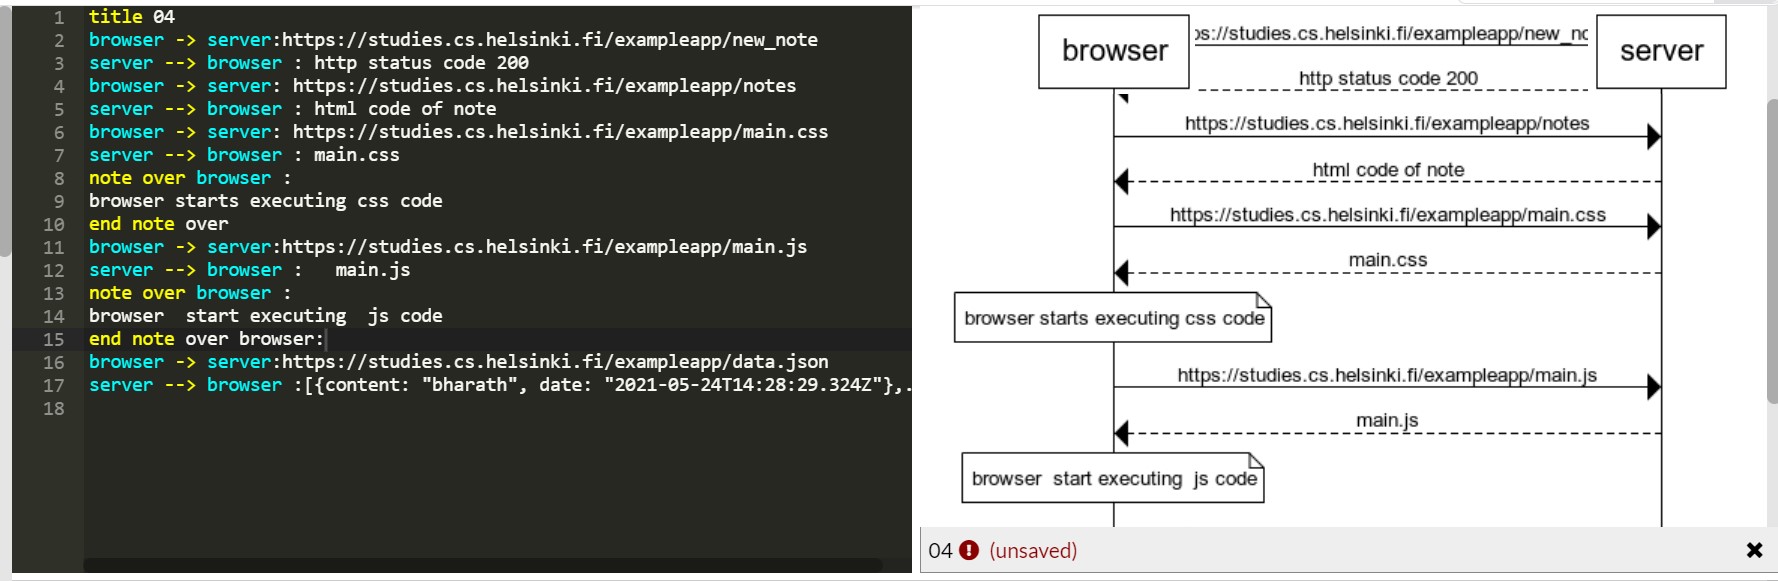 1 title 04
2 browser -> server:https://studies.cs.helsinki.fi/exampleapp/new_note
3 server --> browser : http status code 200
4 browser -> server: https://studies.cs.helsinki.fi/exampleapp/notes
5 server --> browser : html code of note
6 browser -> server: https://studies.cs.helsinki.fi/exampleapp/main.css
7 server --> browser : main.css
8 note over browser :
9 browser starts executing css code
10 end note over
11 browser -> server:https://studies.cs.helsinki.fi/exampleapp/main.js
12 server --> browser :   main.js
13 note over browser :
14 browser  start executing  js code
15 end note over browser:
16 browser -> server:https://studies.cs.helsinki.fi/exampleapp/data.json
17 server --> browser :[{content: "bharath", date: "2021-05-24T14:28:29.324Z"},.
18
browser
s://studies.cs.helsinki.fi/exampleapp/new_no
server
http status code 200
https://studies.cs.helsinki.fi/exampleapp/notes
html code of note
https://studies.cs.helsinki.fi/exampleapp/main.css
main.css
browser starts executing css code
https://studies.cs.helsinki.fi/exampleapp/main.js
main.js
browser  start executing  js code
04 (unsaved)